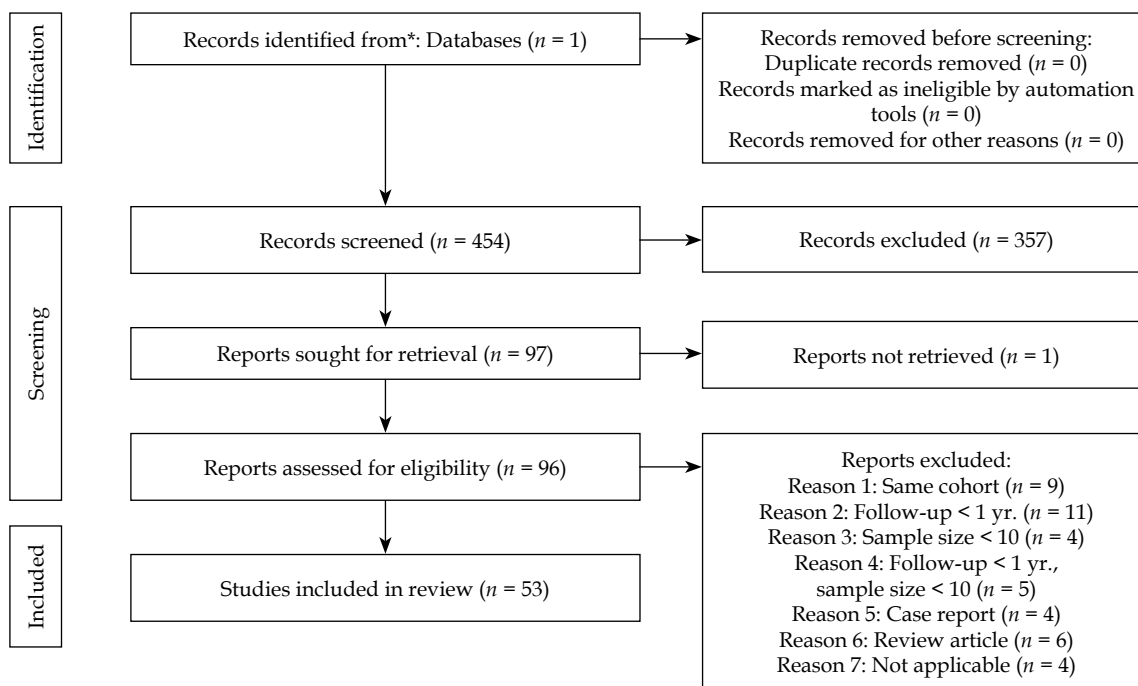 Identification
Records identified from*: Databases (n = 1)
Records removed before screening:
Duplicate records removed (n = 0)
Records marked as ineligible by automation
tools (n = 0)
Records removed for other reasons (n = 0)
Screening
Records screened (n = 454)
Records excluded (n = 357)
Reports sought for retrieval (n = 97)
Reports not retrieved (n = 1)
Reports assessed for eligibility (n = 96)
Reports excluded:
Reason 1: Same cohort (n = 9)
Reason 2: Follow-up < 1 yr. (n = 11)
Reason 3: Sample size < 10 (n = 4)
Reason 4: Follow-up < 1 yr.,
sample size < 10 (n = 5)
Reason 5: Case report (n = 4)
Reason 6: Review article (n = 6)
Reason 7: Not applicable (n = 4)
Included
Studies included in review (n = 53)